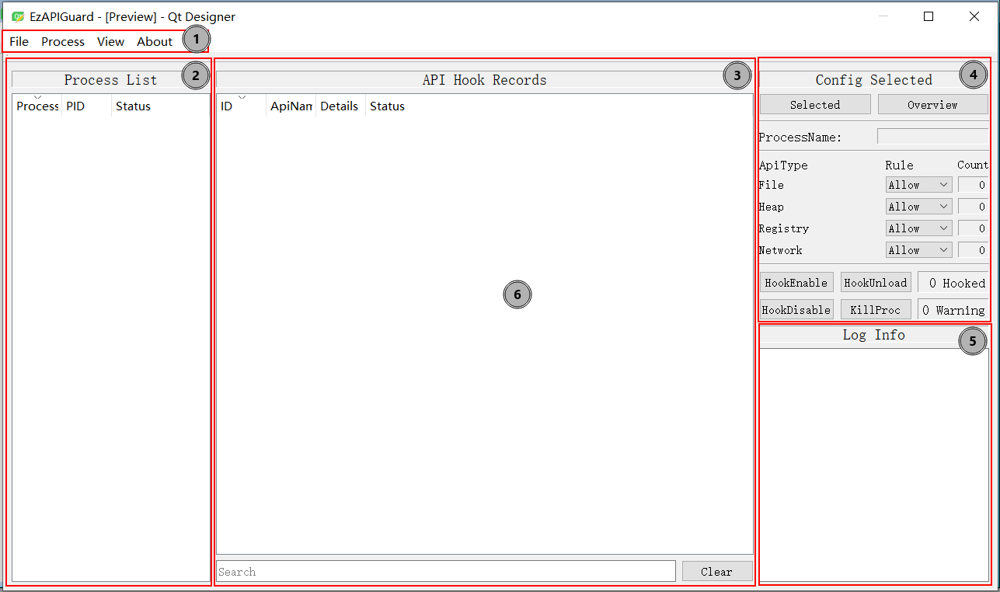 EzAPIGuard - [Preview] - Qt Designer
File Process View About 1
Process List 2
Process PID Status
API Hook Records 3
ID ApiNam Details Status
6
Search Clear
Config Selected 4
Selected Overview
ProcessName:
ApiType Rule Count
File Allow 0
Heap Allow 0
Registry Allow 0
Network Allow 0
HookEnable HookUnload 0 Hooked
HookDisable KillProc 0 Warning
Log Info 5